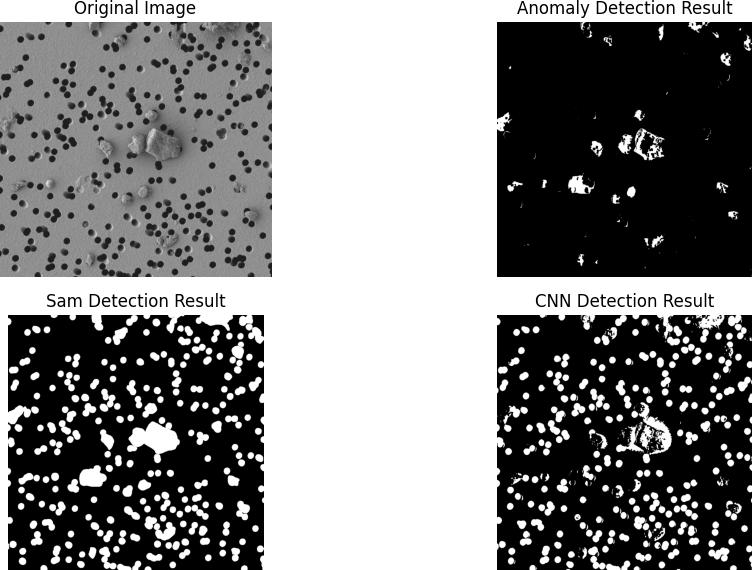 Original Image
Anomaly Detection Result
Sam Detection Result
CNN Detection Result